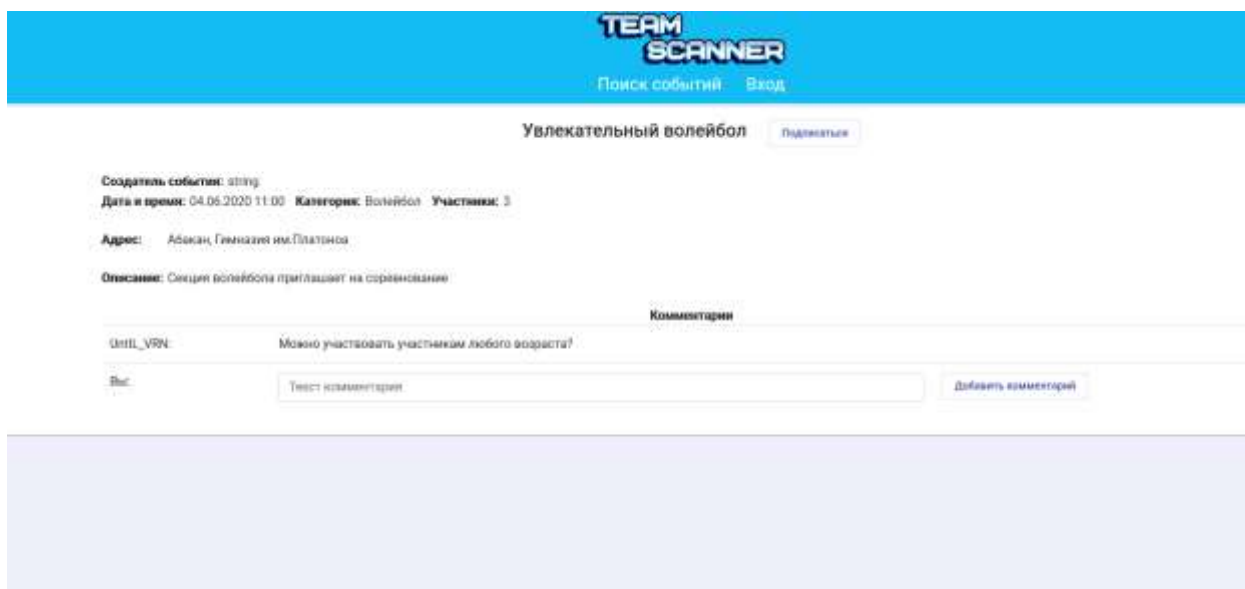 TEAM
SCANNER
Поиск событий Вход
Увлекательный волейбол Подписаться
Создатель события: string
Дата и время: 04.06.2020 11:00 Категория: Волейбол Участники: 3
Адрес: Абакан, Гимназия им.Платонов
Описание: Секция волейбола приглашает на соревнование
Комментарии
UntiL_VRN: Можно участвовать участникам любого возраста?
Вы: Текст комментария Добавить комментарий